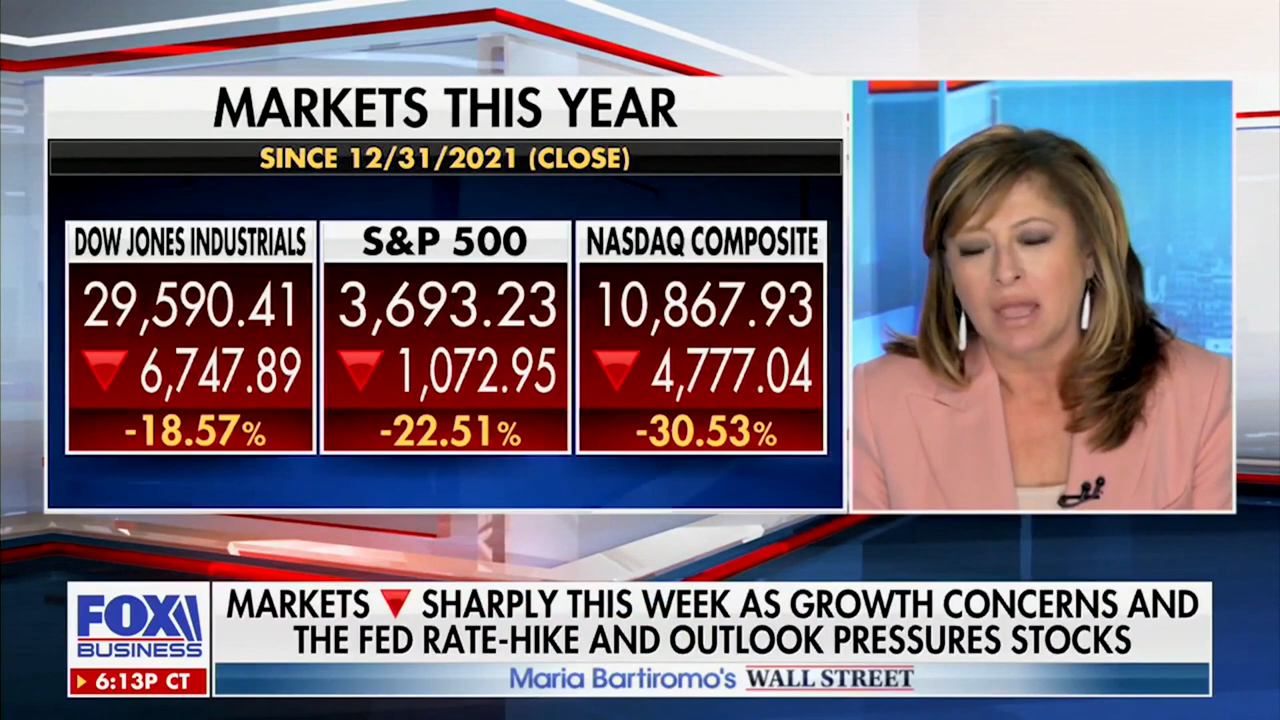 MARKETS THIS YEAR
SINCE 12/31/2021 (CLOSE)
DOW JONES INDUSTRIALS
29,590.41
6,747.89
-18.57%
S&P 500
3,693.23
1,072.95
-22.51%
NASDAQ COMPOSITE
10,867.93
4,777.04
-30.53%
FOX
BUSINESS
6:13P CT
MARKETS ▼ SHARPLY THIS WEEK AS GROWTH CONCERNS AND
THE FED RATE-HIKE AND OUTLOOK PRESSURES STOCKS
Maria Bartiromo's WALL STREET